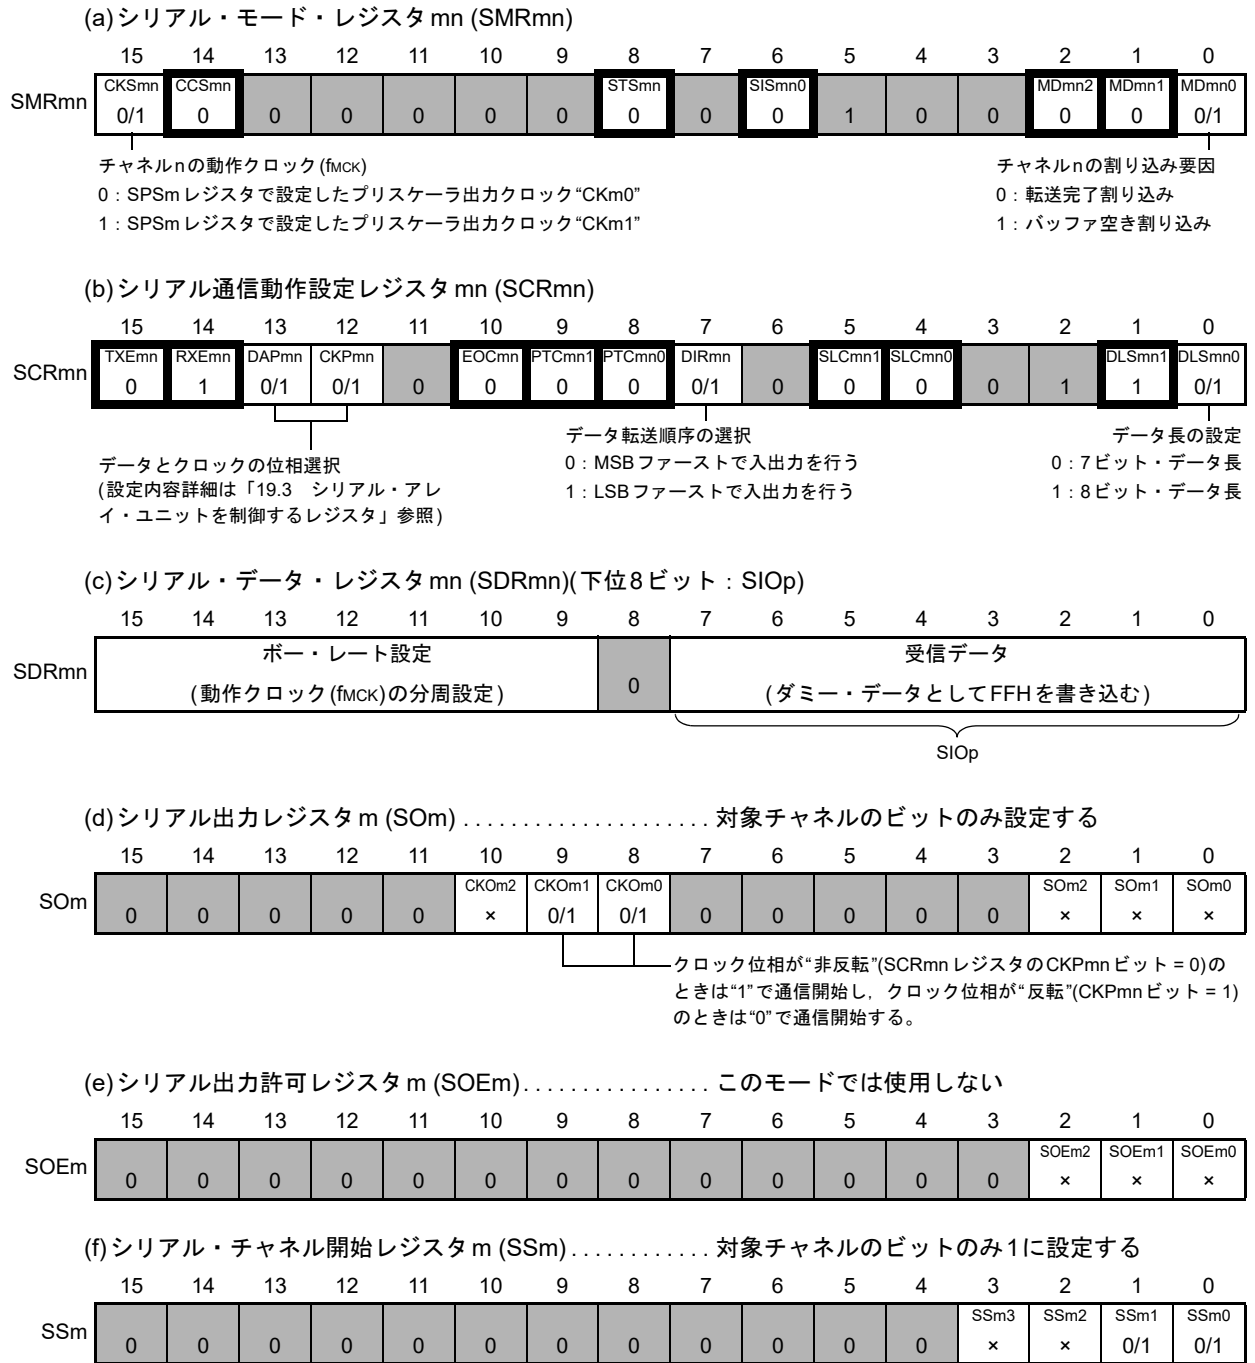 (a)シリアル・モード・レジスタmn (SMRmn)
15 14 13 12 11 10 9 8 7 6 5 4 3 2 1 0
CKSmn CCSmn STSmn SISmn0 MDmn2 MDmn1 MDmn0
SMRmn 0/1 0 0 0 0 0 0 0 0 0 1 0 0 0 0 0/1
チャネルnの動作クロック(fMCK) チャネルnの割り込み要因
0：SPSmレジスタで設定したプリスケーラ出力クロック“CKm0” 0：転送完了割り込み
1：SPSmレジスタで設定したプリスケーラ出力クロック“CKm1” 1：バッファ空き割り込み
(b)シリアル通信動作設定レジスタmn (SCRmn)
15 14 13 12 11 10 9 8 7 6 5 4 3 2 1 0
TXEmn RXEmn DAPmn CKPmn EOCmn PTCmn1 PTCmn0 DIRmn SLCmn1 SLCmn0 DLSmn1 DLSmn0
SCRmn 0 1 0/1 0/1 0 0 0 0 0/1 0 0 0 0 1 1 0/1
データ転送順序の選択 データ長の設定
データとクロックの位相選択 0：MSBファーストで入出力を行う 0：7ビット・データ長
(設定内容詳細は「19.3　シリアル・アレ 1：LSBファーストで入出力を行う 1：8ビット・データ長
イ・ユニットを制御するレジスタ」参照)
(c)シリアル・データ・レジスタmn (SDRmn)(下位8ビット：SIOp)
15 14 13 12 11 10 9 8 7 6 5 4 3 2 1 0
ボー・レート設定 受信データ
SDRmn (動作クロック(fMCK)の分周設定) 0 (ダミー・データとしてFFHを書き込む)
SIOp
(d)シリアル出力レジスタm (SOm) . . . . . . . . . . . . . . . . . . . . . 対象チャネルのビットのみ設定する
15 14 13 12 11 10 9 8 7 6 5 4 3 2 1 0
CKOm2 CKOm1 CKOm0 SOm2 SOm1 SOm0
SOm 0 0 0 0 0 × 0/1 0/1 0 0 0 0 0 × × ×
クロック位相が“非反転”(SCRmnレジスタのCKPmnビット = 0)の
ときは“1”で通信開始し，クロック位相が“反転”(CKPmnビット = 1)
のときは“0”で通信開始する。
(e)シリアル出力許可レジスタm (SOEm). . . . . . . . . . . . . . . . このモードでは使用しない
15 14 13 12 11 10 9 8 7 6 5 4 3 2 1 0
SOEm2 SOEm1 SOEm0
SOEm 0 0 0 0 0 0 0 0 0 0 0 0 0 × × ×
(f)シリアル・チャネル開始レジスタm (SSm) . . . . . . . . . . . . 対象チャネルのビットのみ1に設定する
15 14 13 12 11 10 9 8 7 6 5 4 3 2 1 0
SSm3 SSm2 SSm1 SSm0
SSm 0 0 0 0 0 0 0 0 0 0 0 0 × × 0/1 0/1